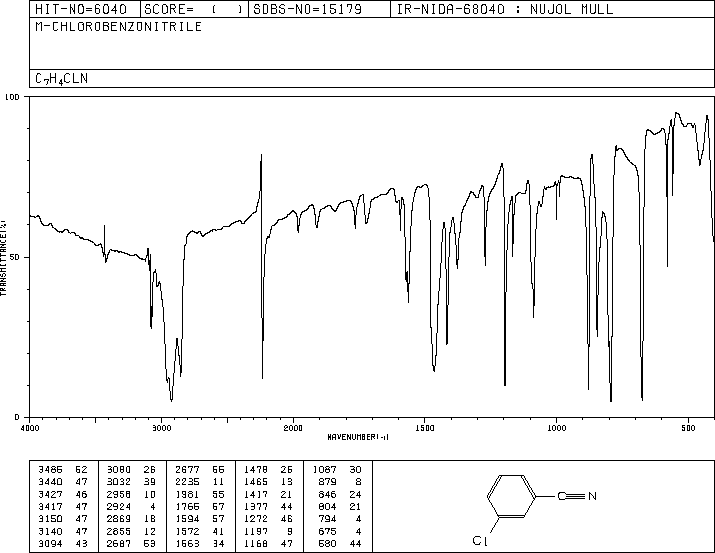 HIT-NO=6040 SCORE= ( ) SDBS-NO=15179 IR-NIDA-68040 : NUJOL MULL
M-CHLOROBENZONITRILE
C7H4CLN
100
50
0
TRANSMITTANCE(%)
4000 3000 2000 1500 1000 500
WAVENUMBER(-1)
3485 52 3080 26 2677 55 1478 26 1087 30
3440 47 3032 39 2235 11 1465 13 879 8
3427 46 2958 10 1981 55 1417 21 846 24
3417 47 2924 4 1765 57 1377 44 804 21
3150 47 2869 18 1594 57 1272 46 794 4
3140 47 2855 12 1572 41 1197 9 675 4
3094 43 2687 53 1563 34 1168 47 580 44
C N
Cl